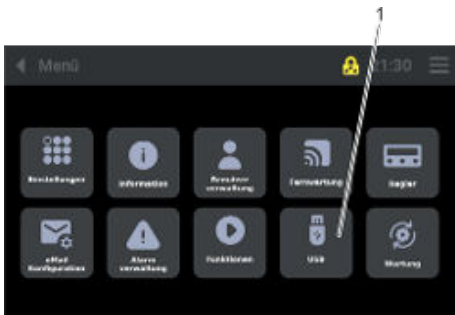 1
Menü
21:30
Einstellungen
Information
Benutzer
verwaltung
Fernwartung
Regler
eMail
Konfiguration
Alarm
verwaltung
Funktionen
USB
Wartung